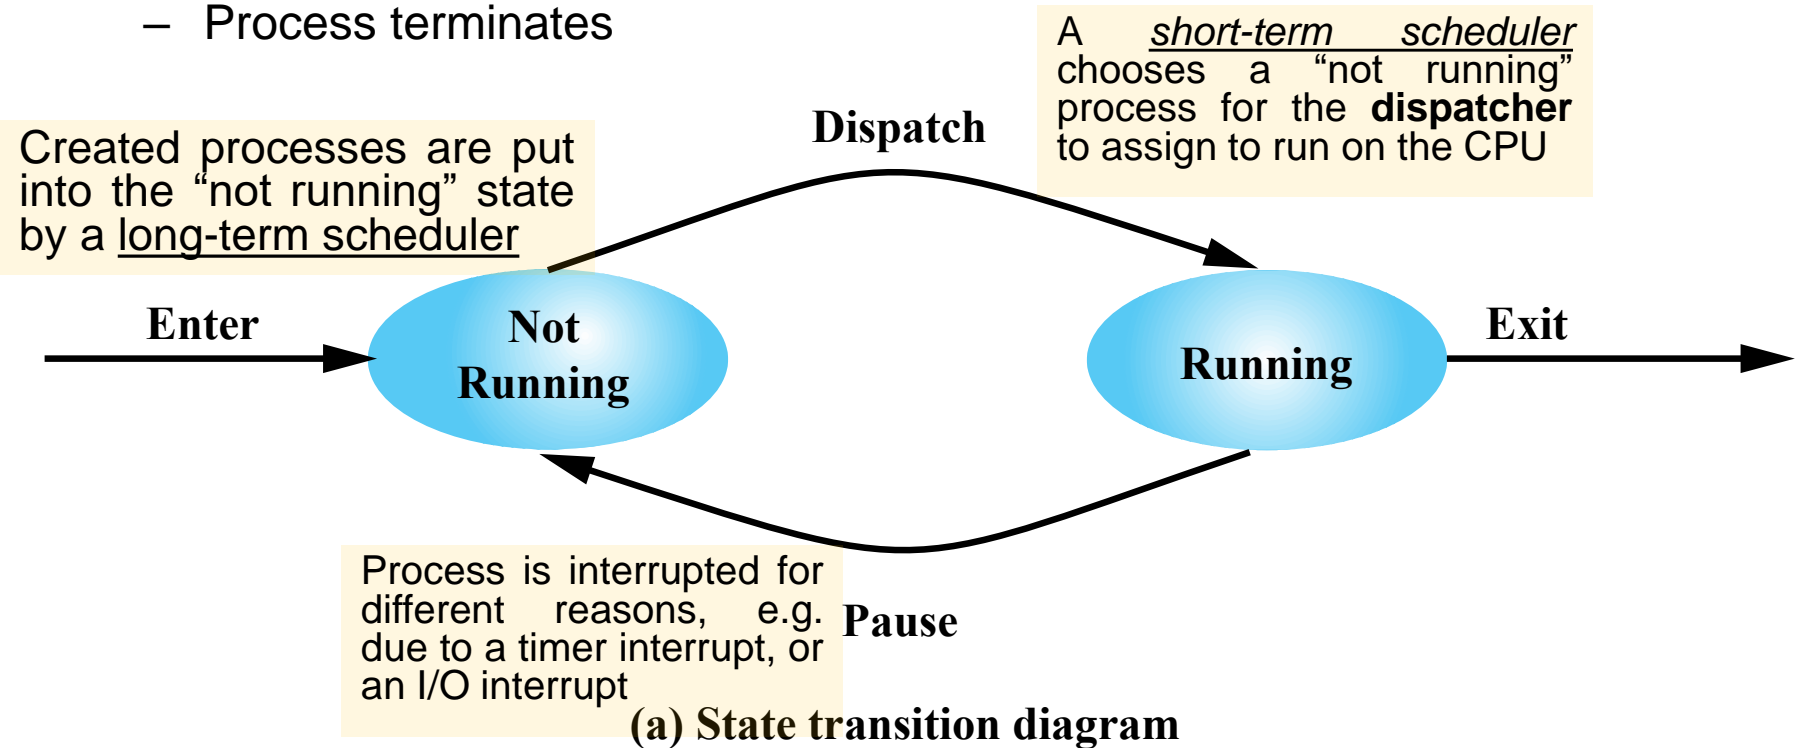 – Process terminates
A short-term scheduler
chooses a “not running”
process for the dispatcher
to assign to run on the CPU
Dispatch
Created processes are put
into the “not running” state
by a long-term scheduler
Enter
Not
Running
Running
Exit
Process is interrupted for
different reasons, e.g.
due to a timer interrupt, or
an I/O interrupt
Pause
(a) State transition diagram